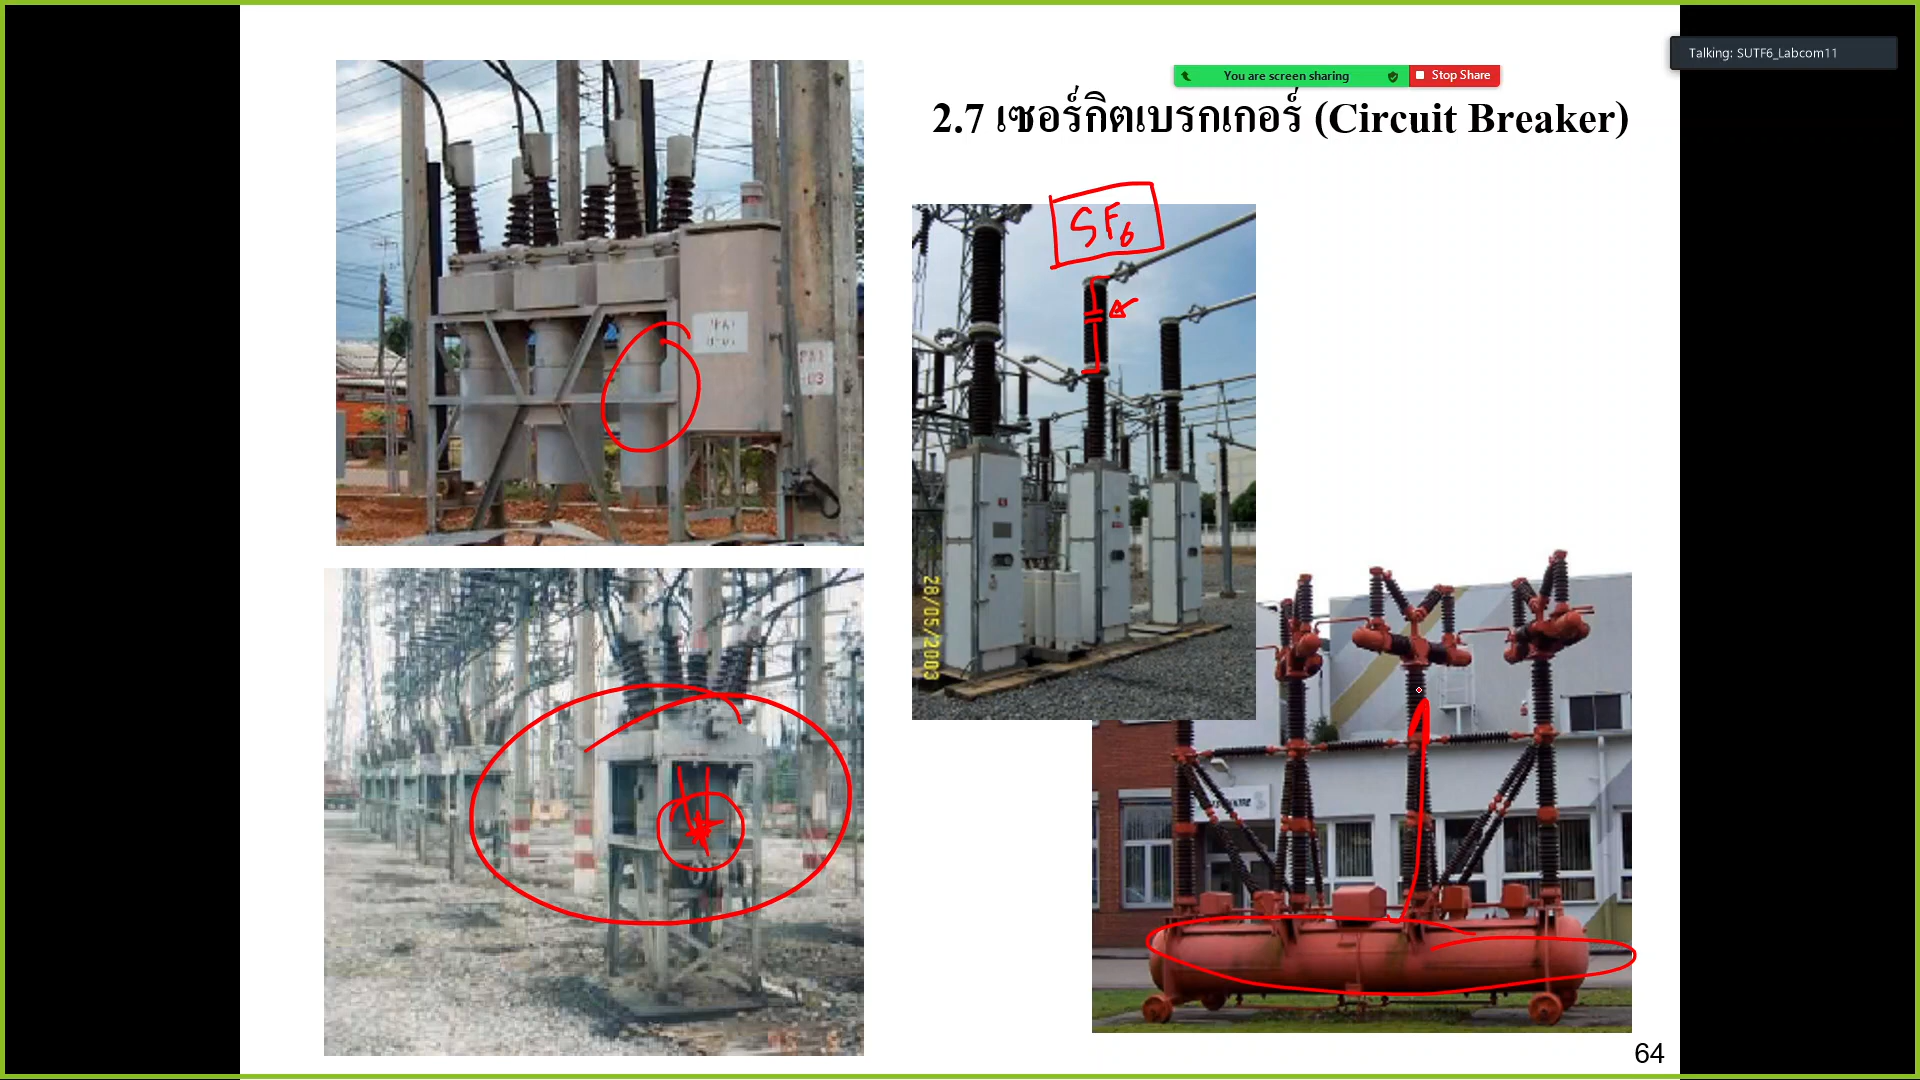 Talking: SUTF6_Labcom11
You are screen sharing
Stop Share
2.7 เซอร์กิตเบรกเกอร์ (Circuit Breaker)
SF6
28/05/2003
64